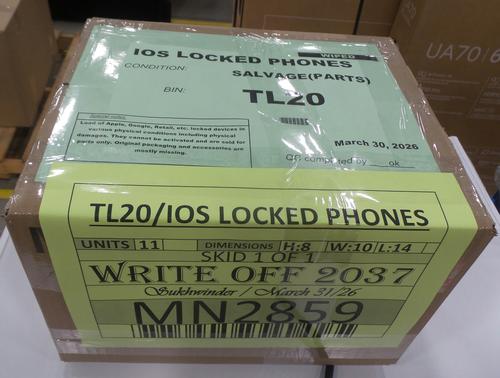 WIPED
IOS LOCKED PHONES
CONDITION:
SALVAGE(PARTS)
BIN:
TL20
Load of Apple, Google, Retail, etc. locked devices in
various physical conditions including physical
damages. They cannot be activated and are sold for
parts only. Original packaging and accessories are
mostly missing.
March 30, 2026
QC completed by ok
UA70
TL20/IOS LOCKED PHONES
UNITS 11 DIMENSIONS H:8 W:10 L:14
SKID 1 OF 1
WRITE OFF 2037
Sukhwinder / March 31/26
MN2859